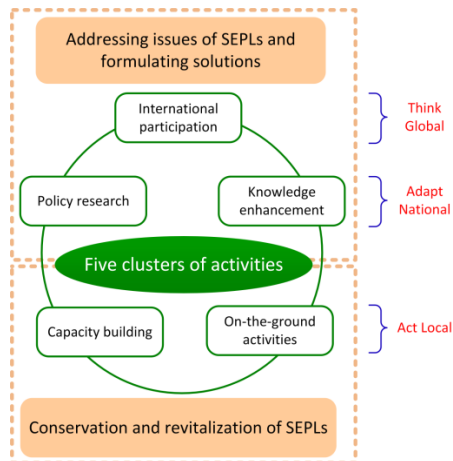 Addressing issues of SEPLs and
formulating solutions
International
participation
Think
Global
Policy research
Knowledge
enhancement
Adapt
National
Five clusters of activities
Capacity building
On-the-ground
activities
Act Local
Conservation and revitalization of SEPLs